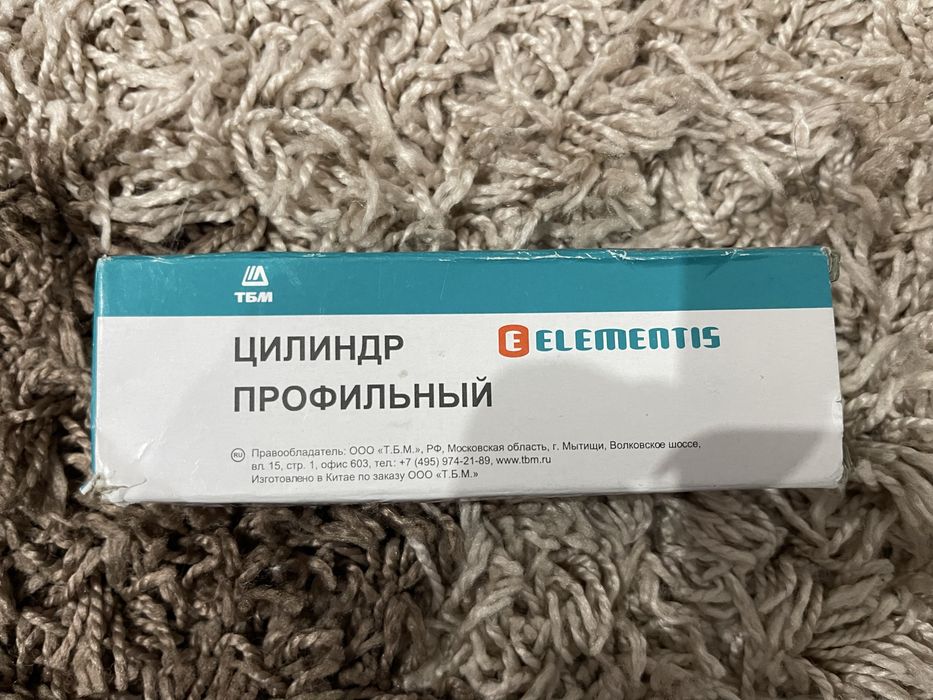 ТБМ
ЦИЛИНДР
ПРОФИЛЬНЫЙ
E ELEMENTIS
RU Правообладатель: ООО «Т.Б.М.», РФ, Московская область, г. Мытищи, Волковское шоссе,
вл. 15, стр. 1, офис 603, тел.: +7 (495) 974-21-89, www.tbm.ru
Изготовлено в Китае по заказу ООО «Т.Б.М.»